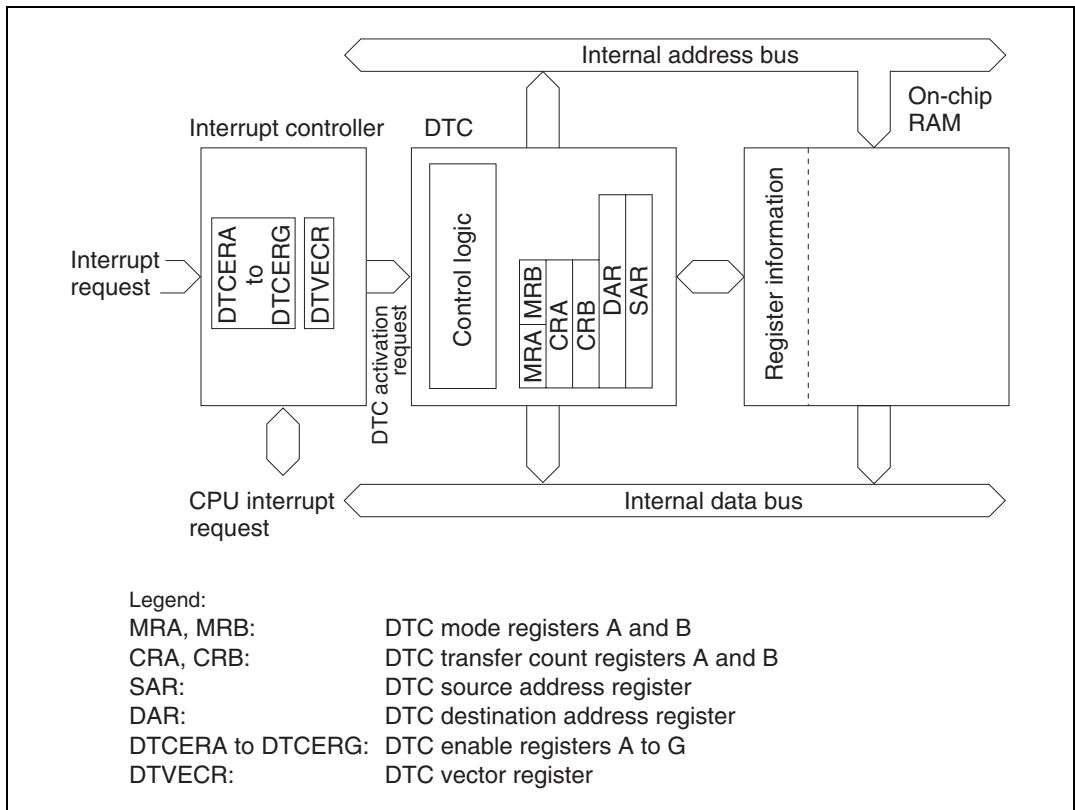 Internal address bus
On-chip
RAM
Interrupt controller
DTC
Interrupt
request
DTCERA
to
DTCERG
DTVECR
DTC activation
request
Control logic
MRA
MRB
CRA
CRB
DAR
SAR
Register information
CPU interrupt
request
Internal data bus
Legend:
MRA, MRB: DTC mode registers A and B
CRA, CRB: DTC transfer count registers A and B
SAR: DTC source address register
DAR: DTC destination address register
DTCERA to DTCERG: DTC enable registers A to G
DTVECR: DTC vector register